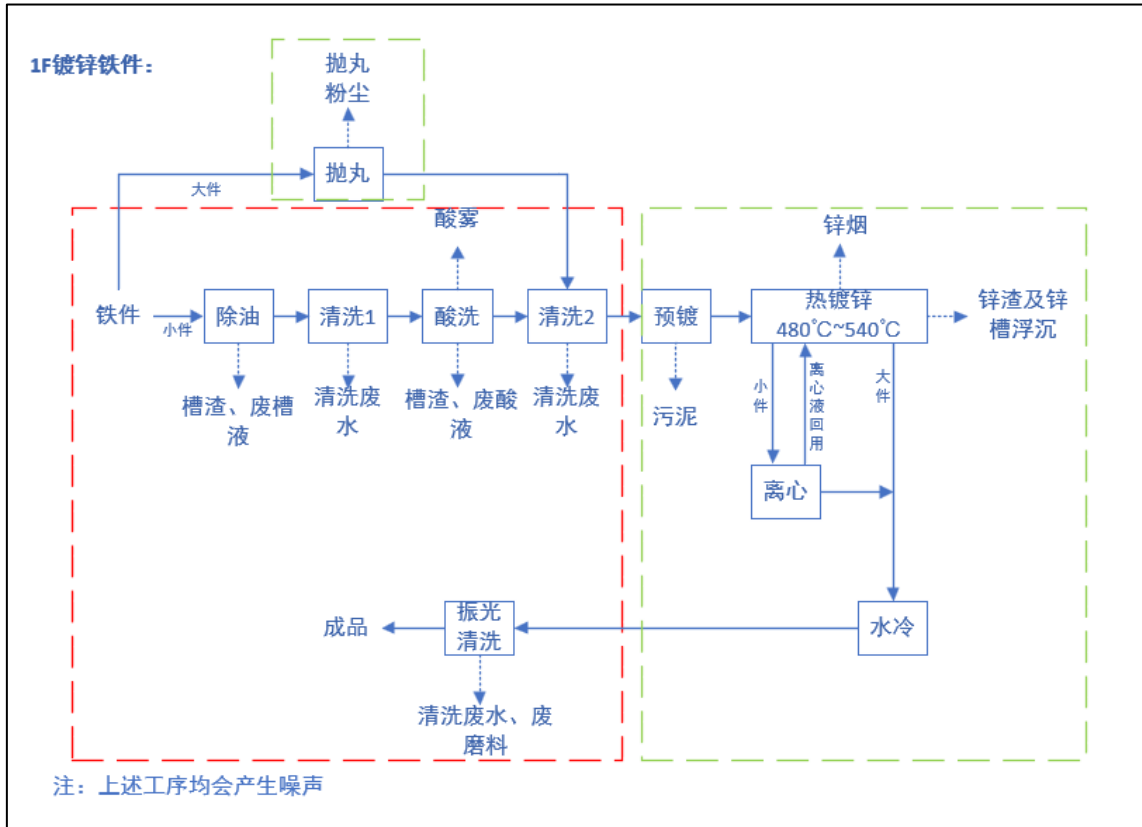 1F镀锌铁件：
抛丸
粉尘
抛丸
大件
酸雾
锌烟
铁件
小件
除油
清洗1
酸洗
清洗2
预镀
热镀锌
480℃~540℃
锌渣及锌
槽浮沉
槽渣、废槽
液
清洗废
水
槽渣、废酸
液
清洗废
水
污泥
小件
离心液回用
大件
离心
成品
振光
清洗
水冷
清洗废水、废
磨料
注：上述工序均会产生噪声